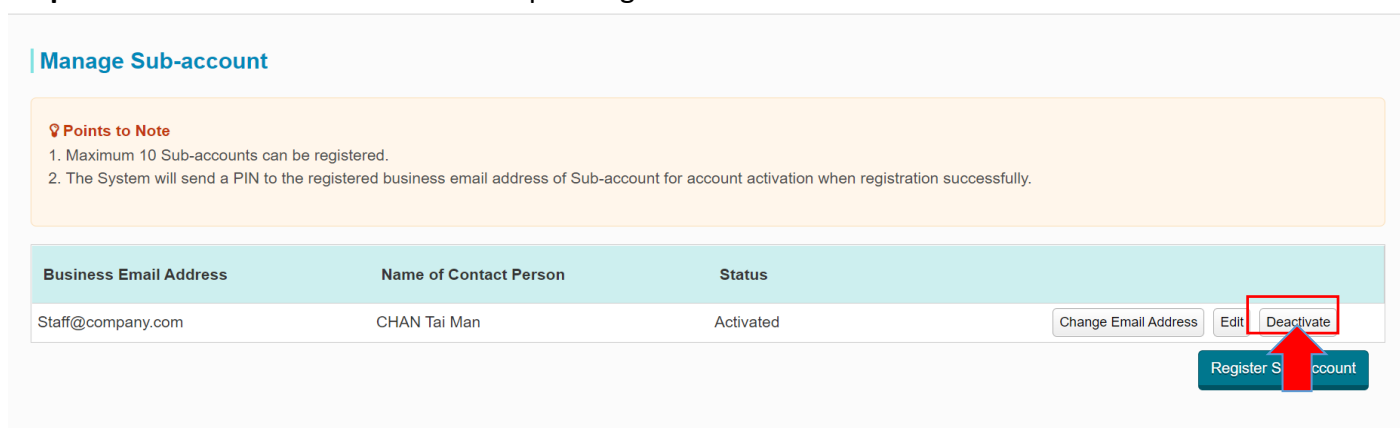 Manage Sub-account
Points to Note
1. Maximum 10 Sub-accounts can be registered.
2. The System will send a PIN to the registered business email address of Sub-account for account activation when registration successfully.
Business Email Address Name of Contact Person Status
Staff@company.com CHAN Tai Man Activated Change Email Address Edit Deactivate
Register